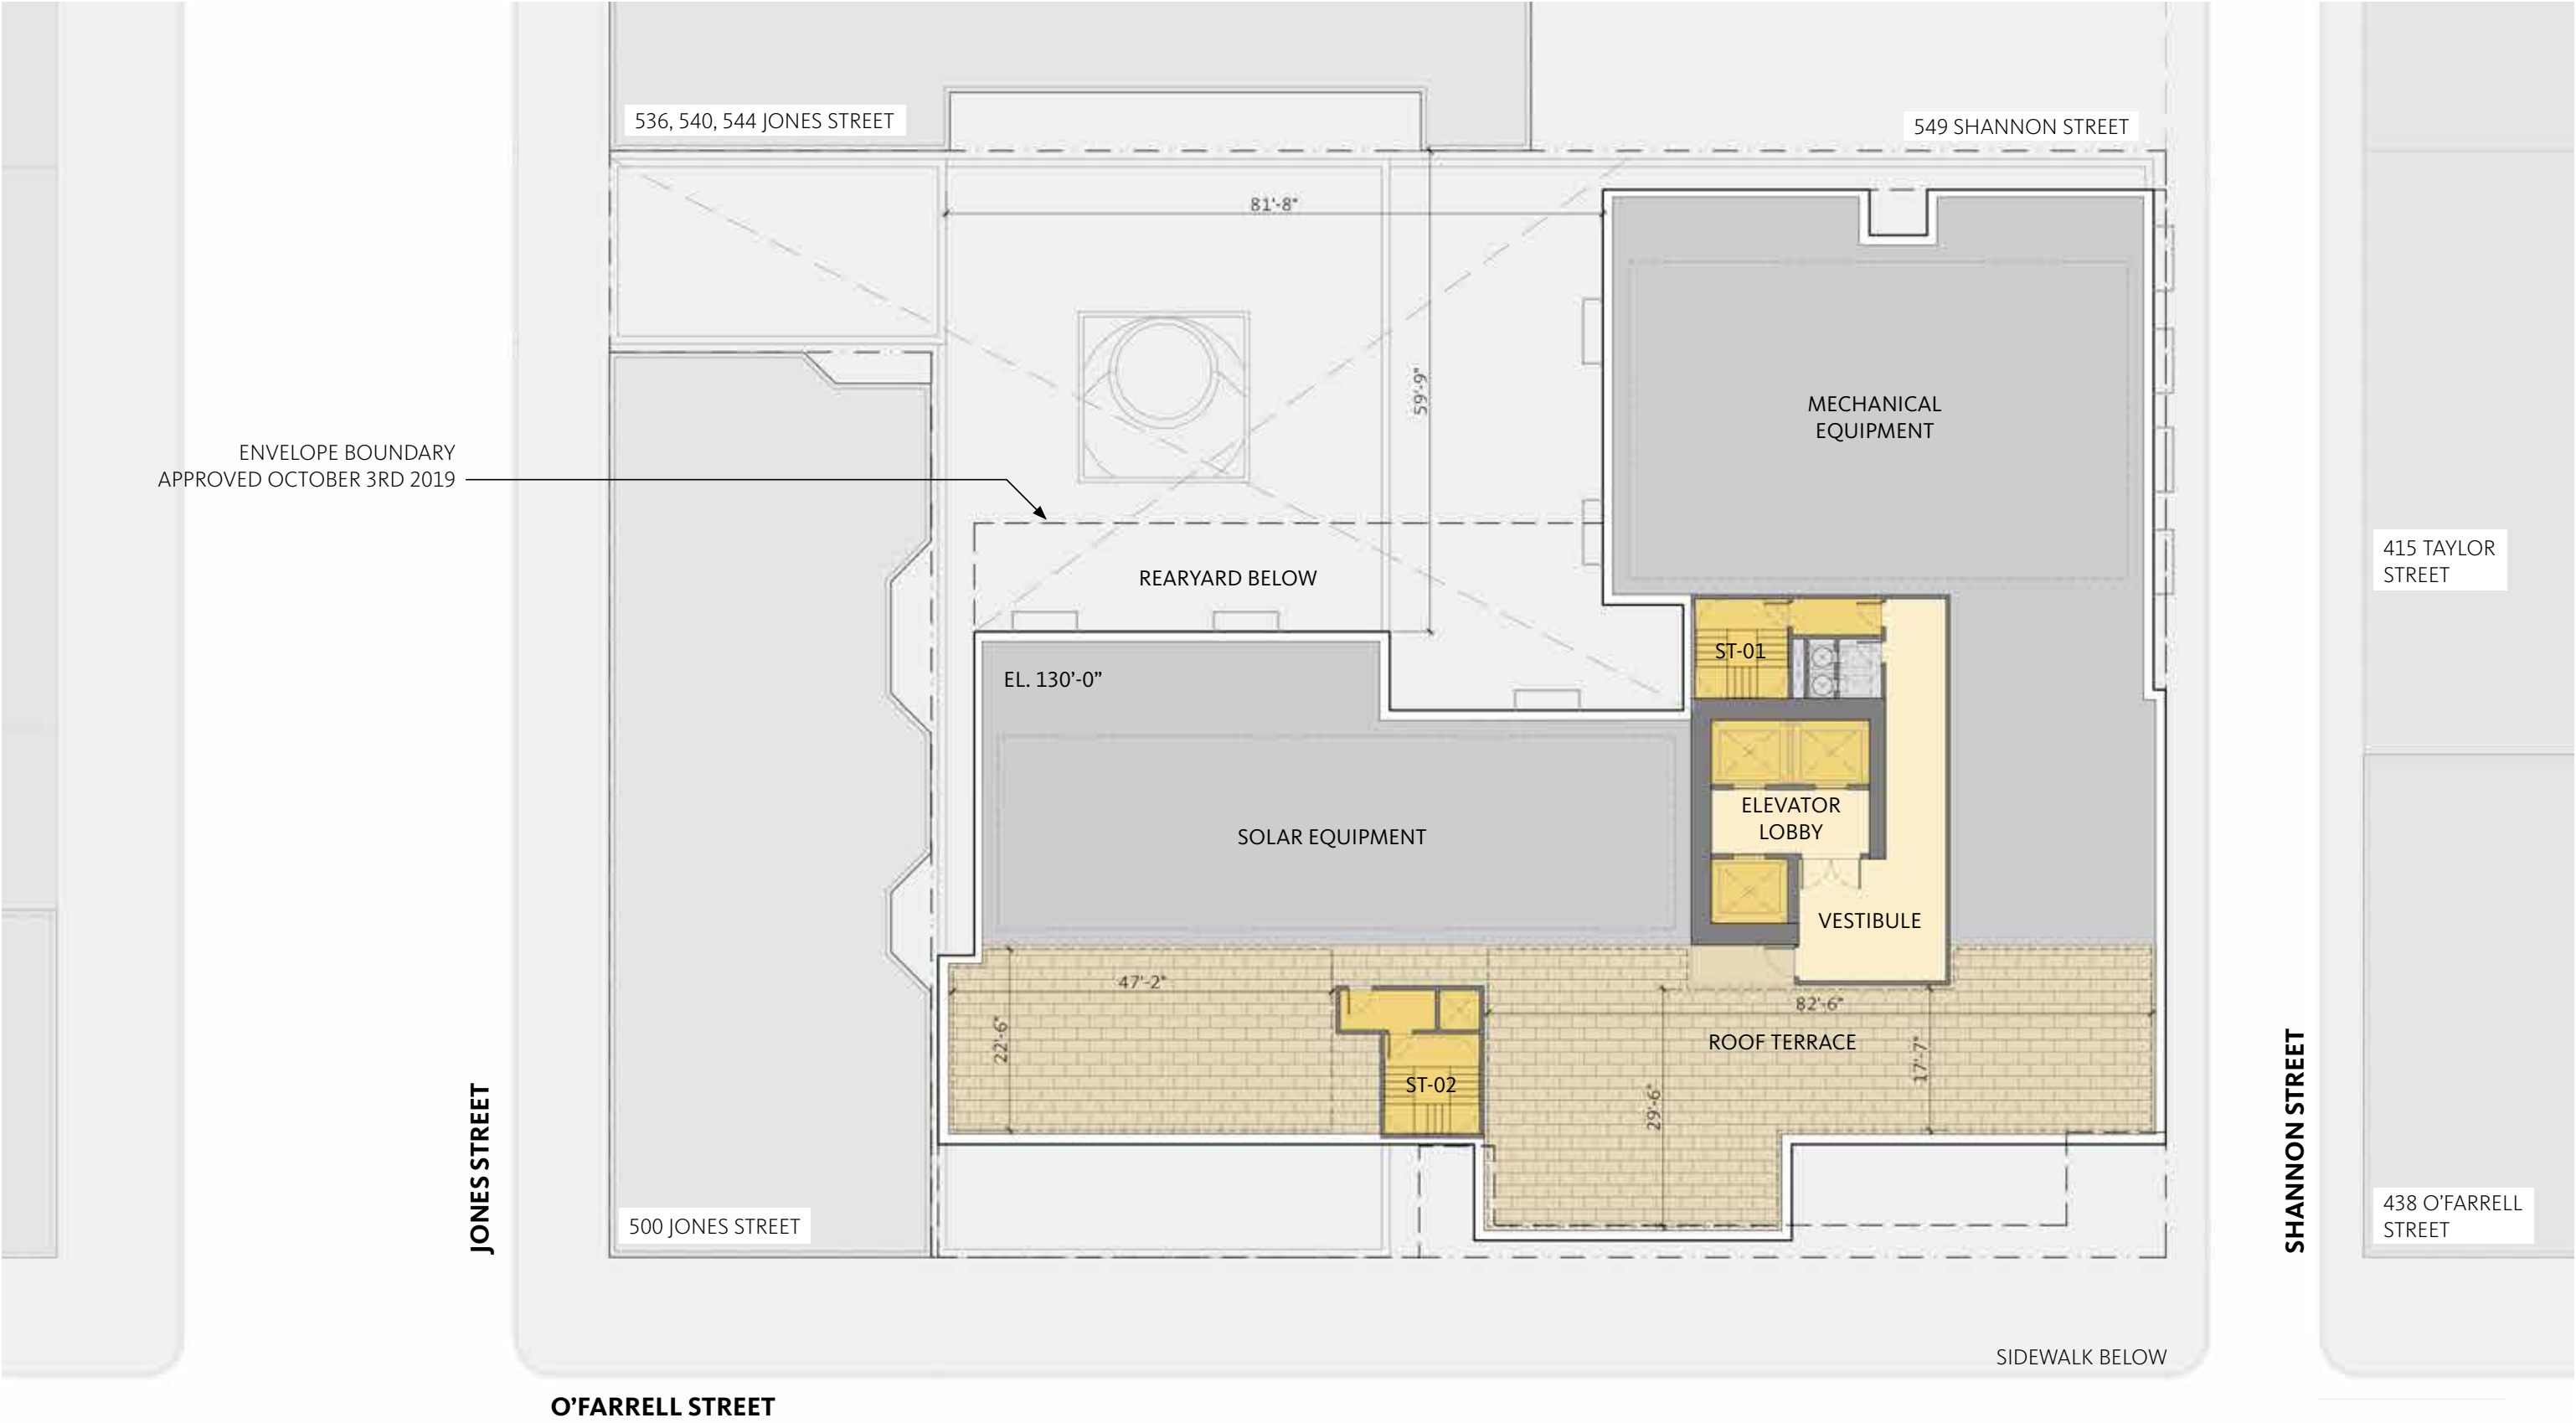 536, 540, 544 JONES STREET
549 SHANNON STREET
81'-8"
59'-9"
MECHANICAL
EQUIPMENT
ENVELOPE BOUNDARY
APPROVED OCTOBER 3RD 2019
415 TAYLOR
STREET
REARYARD BELOW
ST-01
EL. 130’-0”
ELEVATOR
LOBBY
SOLAR EQUIPMENT
VESTIBULE
47'-2"
82'-6"
22'-6"
ROOF TERRACE
17'-7"
ST-02
29'-6"
JONES STREET
SHANNON STREET
500 JONES STREET
438 O’FARRELL
STREET
SIDEWALK BELOW
O’FARRELL STREET